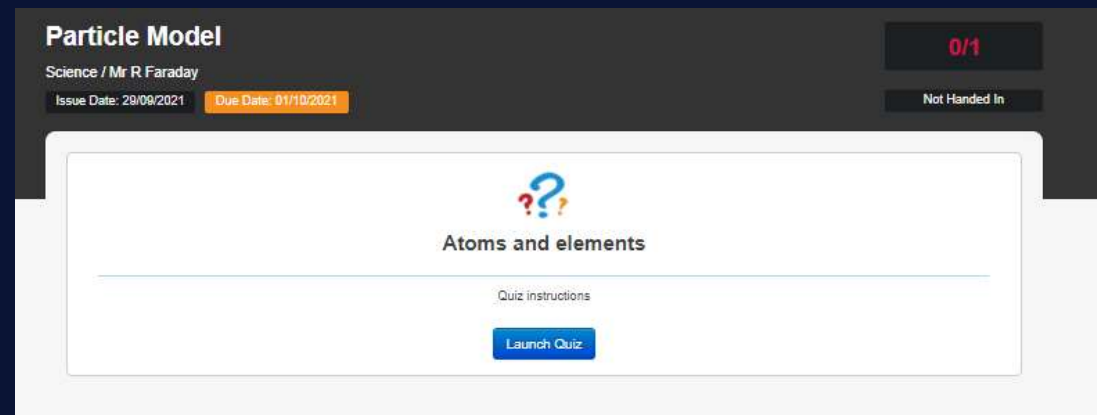 Particle Model
0/1
Science / Mr R Faraday
Issue Date: 29/09/2021 Due Date: 01/10/2021
Not Handed In
???
Atoms and elements
Quiz instructions
Launch Quiz